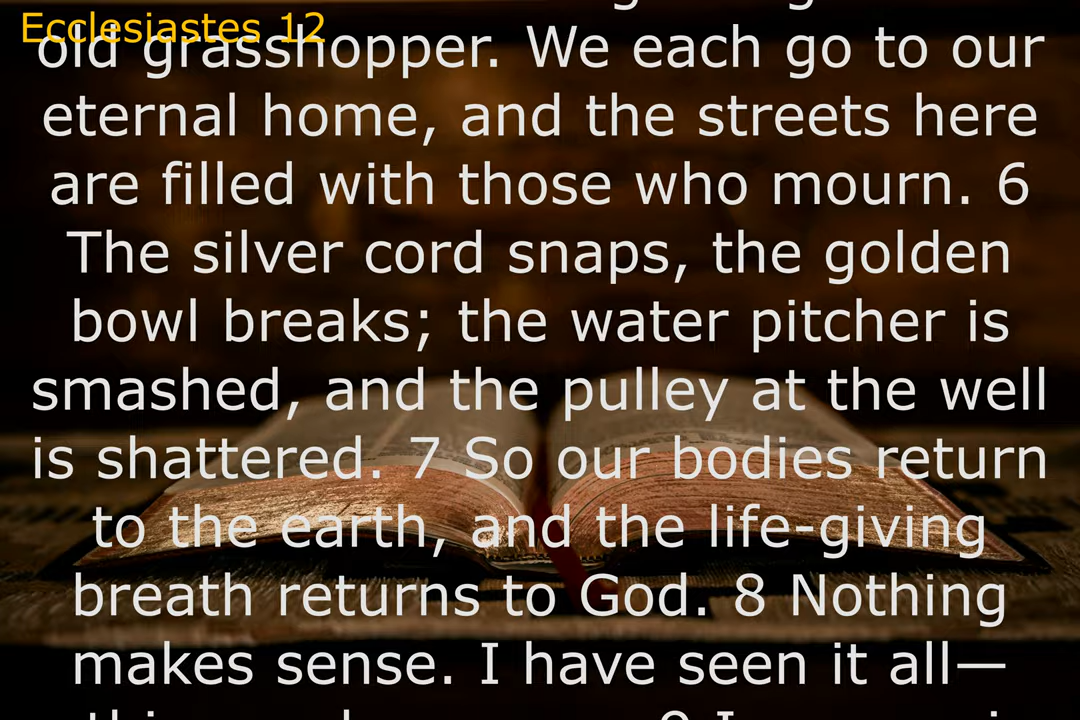 Ecclesiastes 12
old grasshopper. We each go to our
eternal home, and the streets here
are filled with those who mourn. 6
The silver cord snaps, the golden
bowl breaks; the water pitcher is
smashed, and the pulley at the well
is shattered. 7 So our bodies return
to the earth, and the life-giving
breath returns to God. 8 Nothing
makes sense. I have seen it all—